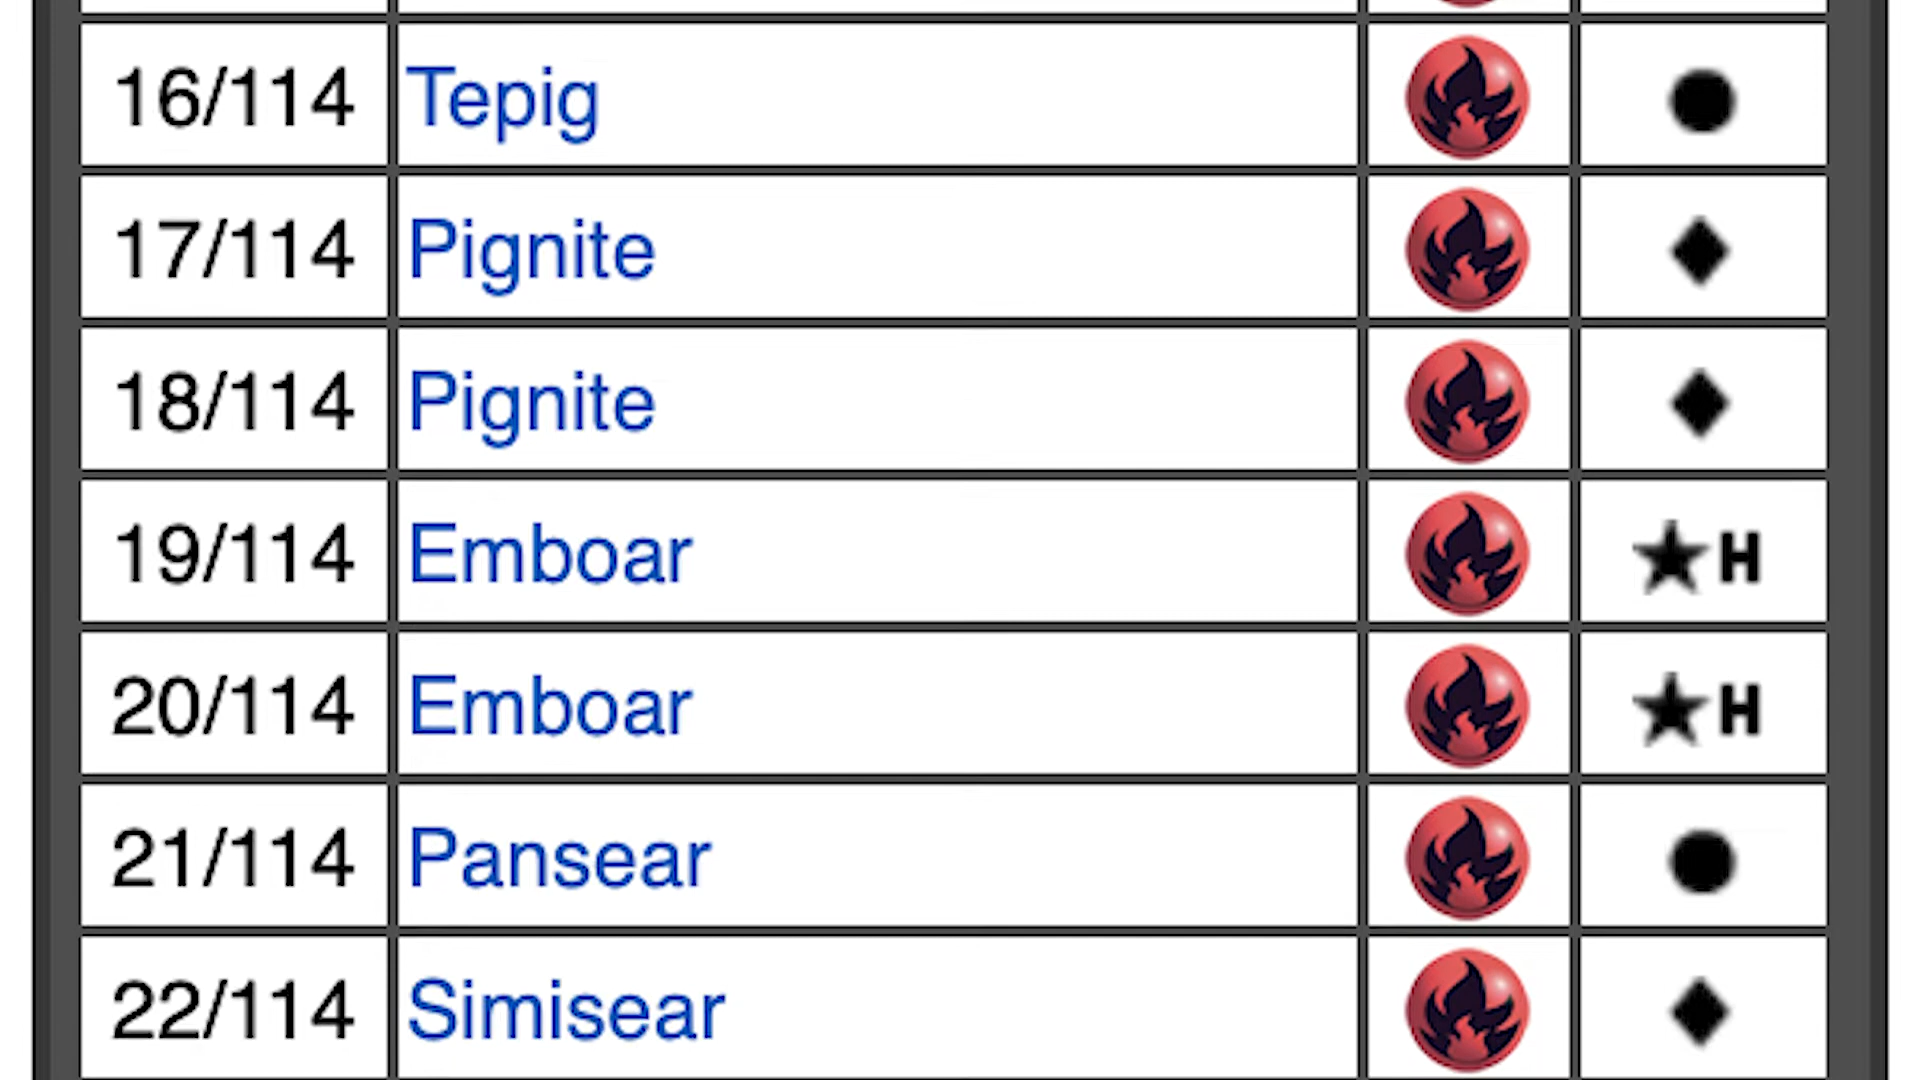 16/114 Tepig ●
17/114 Pignite ◆
18/114 Pignite ◆
19/114 Emboar ★H
20/114 Emboar ★H
21/114 Pansear ●
22/114 Simisear ◆